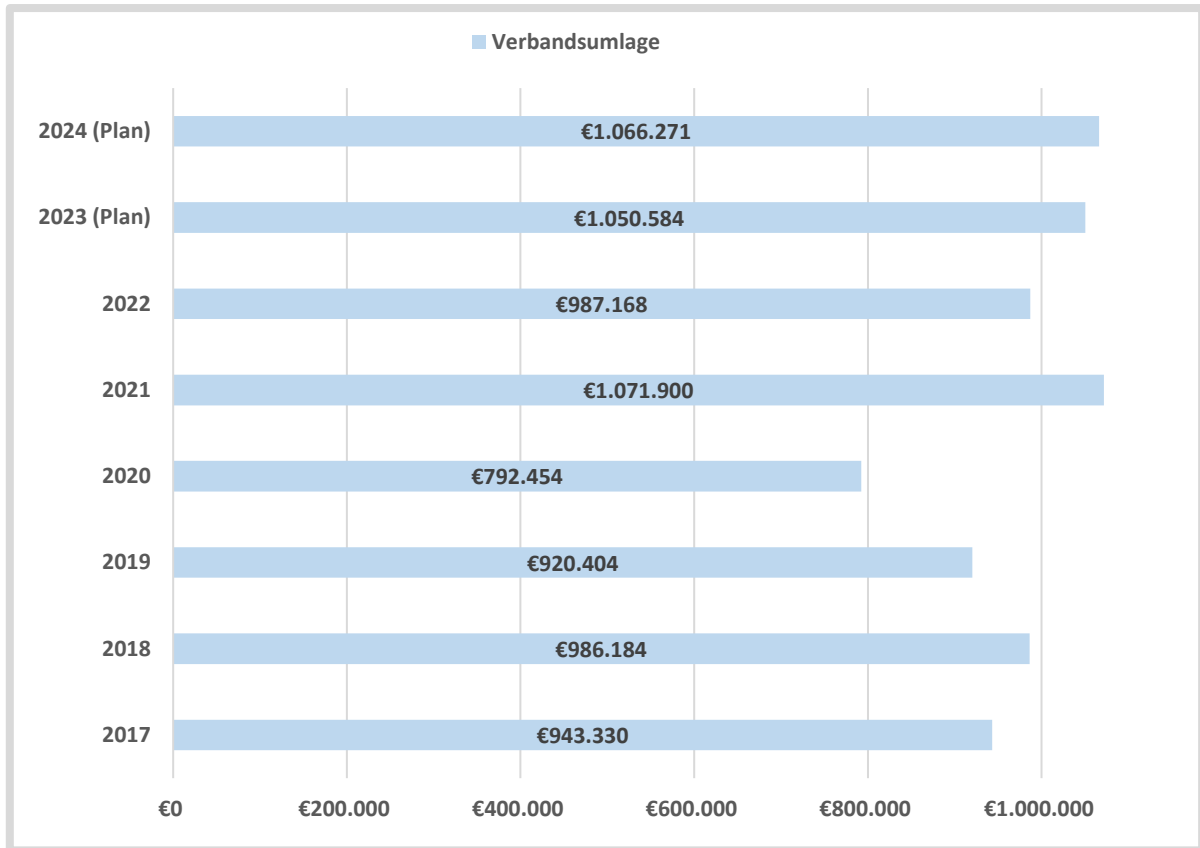 Verbandsumlage
2024 (Plan) €1.066.271
2023 (Plan) €1.050.584
2022 €987.168
2021 €1.071.900
2020 €792.454
2019 €920.404
2018 €986.184
2017 €943.330
€0 €200.000 €400.000 €600.000 €800.000 €1.000.000